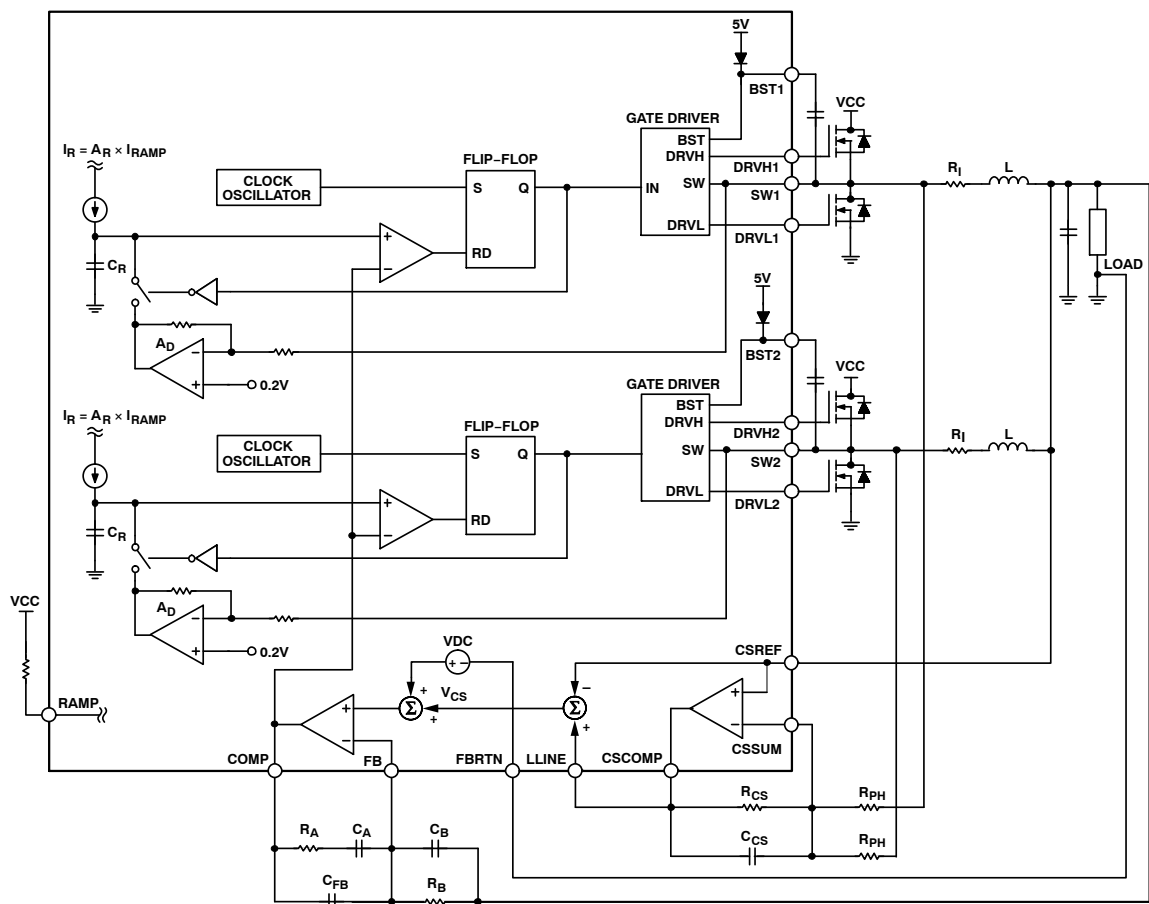 5V
BST1
VCC
GATE DRIVER
BST
DRVH
SW
IN
DRVL
DRVH1
SW1
DRVL1
R_I
L
LOAD
I_R = A_R × I_RAMP
CLOCK
OSCILLATOR
FLIP−FLOP
S
Q
RD
+
−
C_R
A_D
−
+
0.2V
5V
BST2
VCC
GATE DRIVER
BST
DRVH
SW
DRVL
DRVH2
SW2
DRVL2
R_I
L
I_R = A_R × I_RAMP
CLOCK
OSCILLATOR
FLIP−FLOP
S
Q
RD
+
−
C_R
A_D
−
+
0.2V
VCC
RAMP
VDC
+ −
+
Σ
+
V_CS
−
Σ
+
CSREF
+
−
CSSUM
+
−
COMP
FB
FBRTN
LLINE
CSCOMP
R_CS
R_PH
C_CS
R_PH
R_A
C_A
C_B
C_FB
R_B